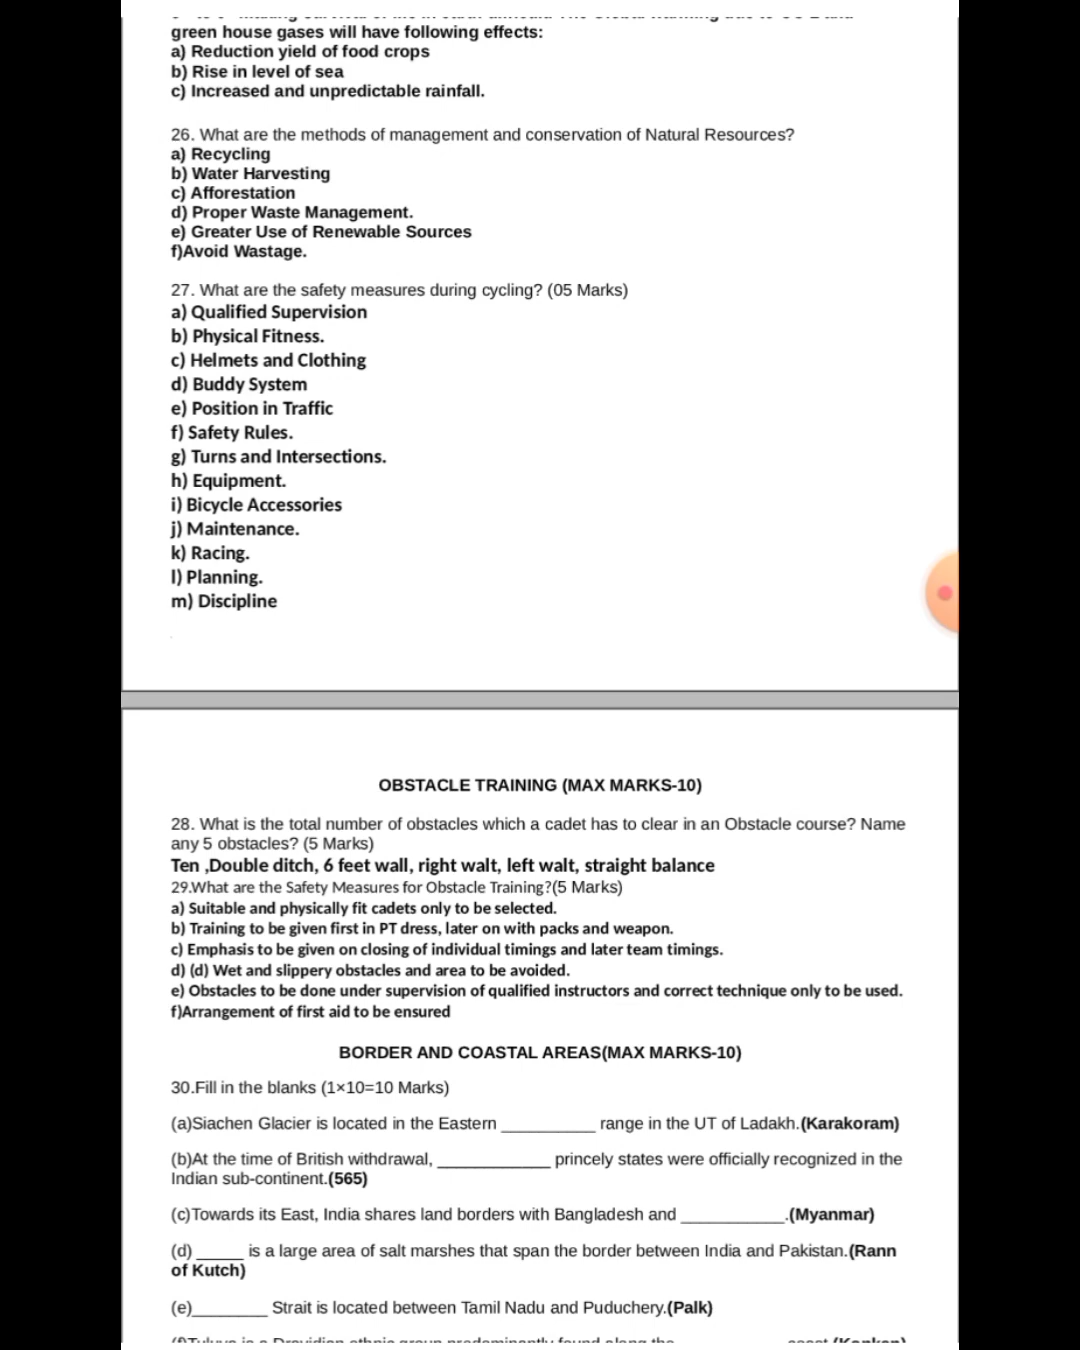 green house gases will have following effects:
a) Reduction yield of food crops
b) Rise in level of sea
c) Increased and unpredictable rainfall.
26. What are the methods of management and conservation of Natural Resources?
a) Recycling
b) Water Harvesting
c) Afforestation
d) Proper Waste Management.
e) Greater Use of Renewable Sources
f)Avoid Wastage.
27. What are the safety measures during cycling? (05 Marks)
a) Qualified Supervision
b) Physical Fitness.
c) Helmets and Clothing
d) Buddy System
e) Position in Traffic
f) Safety Rules.
g) Turns and Intersections.
h) Equipment.
i) Bicycle Accessories
j) Maintenance.
k) Racing.
l) Planning.
m) Discipline
OBSTACLE TRAINING (MAX MARKS-10)
28. What is the total number of obstacles which a cadet has to clear in an Obstacle course? Name
any 5 obstacles? (5 Marks)
Ten ,Double ditch, 6 feet wall, right walt, left walt, straight balance
29.What are the Safety Measures for Obstacle Training?(5 Marks)
a) Suitable and physically fit cadets only to be selected.
b) Training to be given first in PT dress, later on with packs and weapon.
c) Emphasis to be given on closing of individual timings and later team timings.
d) (d) Wet and slippery obstacles and area to be avoided.
e) Obstacles to be done under supervision of qualified instructors and correct technique only to be used.
f)Arrangement of first aid to be ensured
BORDER AND COASTAL AREAS(MAX MARKS-10)
30.Fill in the blanks (1×10=10 Marks)
(a)Siachen Glacier is located in the Eastern __________ range in the UT of Ladakh.(Karakoram)
(b)At the time of British withdrawal, ____________ princely states were officially recognized in the
Indian sub-continent.(565)
(c)Towards its East, India shares land borders with Bangladesh and ___________.(Myanmar)
(d) _____ is a large area of salt marshes that span the border between India and Pakistan.(Rann
of Kutch)
(e)________ Strait is located between Tamil Nadu and Puduchery.(Palk)